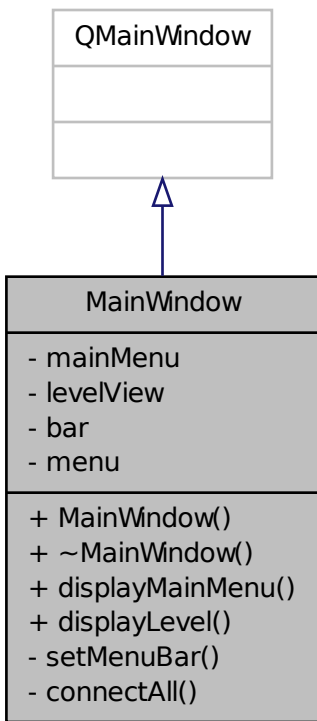 QMainWindow
MainWindow
- mainMenu
- levelView
- bar
- menu
+ MainWindow()
+ ~MainWindow()
+ displayMainMenu()
+ displayLevel()
- setMenuBar()
- connectAll()